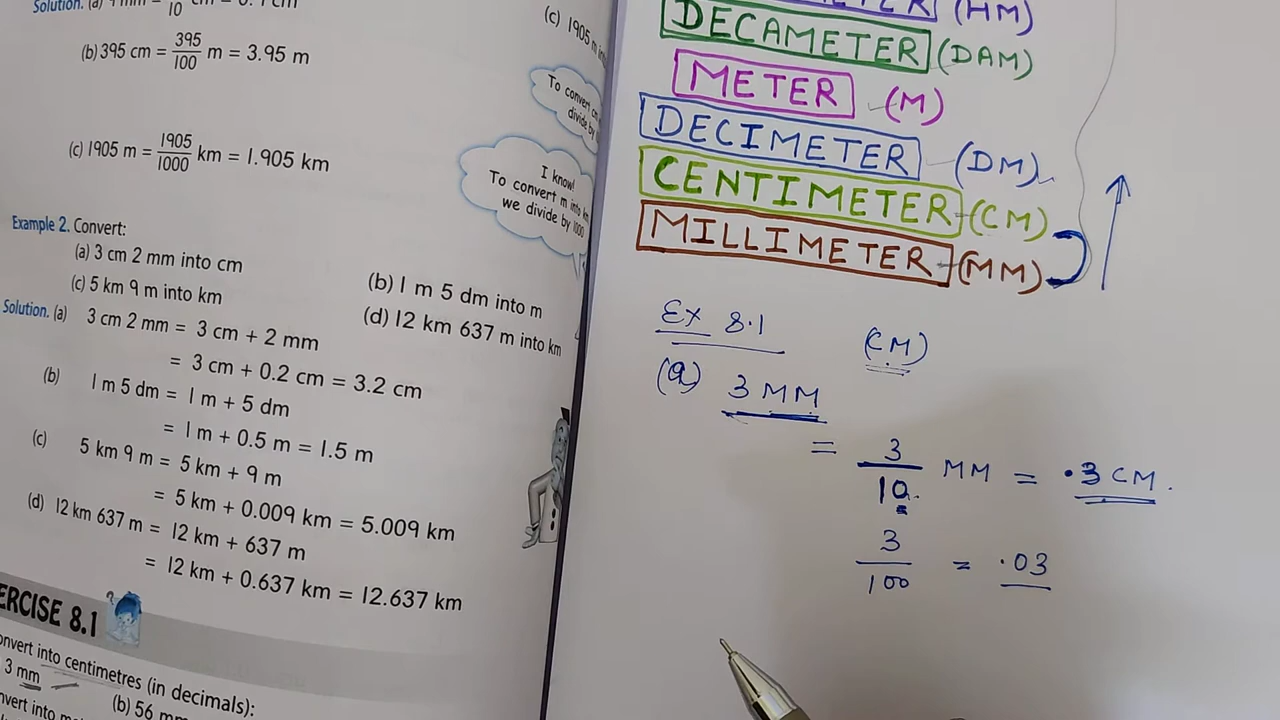 Solution. (a)
10
(b) 395 cm = 395/100 m = 3.95 m
(c) 1905 m = 1905/1000 km = 1.905 km
(c) 1905 m
To convert
divide by
I know!
To convert m into km
we divide by 1000
Example 2. Convert:
(a) 3 cm 2 mm into cm
(b) 1 m 5 dm into m
(c) 5 km 9 m into km
(d) 12 km 637 m into km
Solution. (a) 3 cm 2 mm = 3 cm + 2 mm
= 3 cm + 0.2 cm = 3.2 cm
(b) 1 m 5 dm = 1 m + 5 dm
= 1 m + 0.5 m = 1.5 m
(c) 5 km 9 m = 5 km + 9 m
= 5 km + 0.009 km = 5.009 km
(d) 12 km 637 m = 12 km + 637 m
= 12 km + 0.637 km = 12.637 km
ERCISE 8.1
onvert into centimetres (in decimals):
3 mm
(b) 56 mm
(HM)
DECAMETER (DAM)
METER (M)
DECIMETER (DM)
CENTIMETER (CM)
MILLIMETER (MM)
Ex 8.1
(CM)
(a) 3 MM
= 3/10 MM = .3 CM.
3/100 = .03